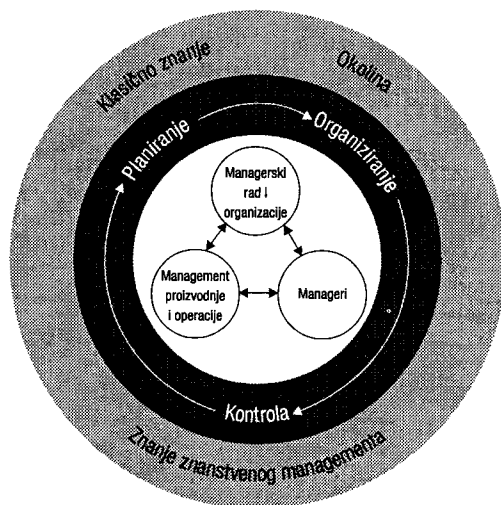 Klasično znanje
Okolina
Planiranje
Organiziranje
Managerski
rad i
organizacije
Management
proizvodnje
i operacije
Manageri
Kontrola
Znanje znanstvenog managementa